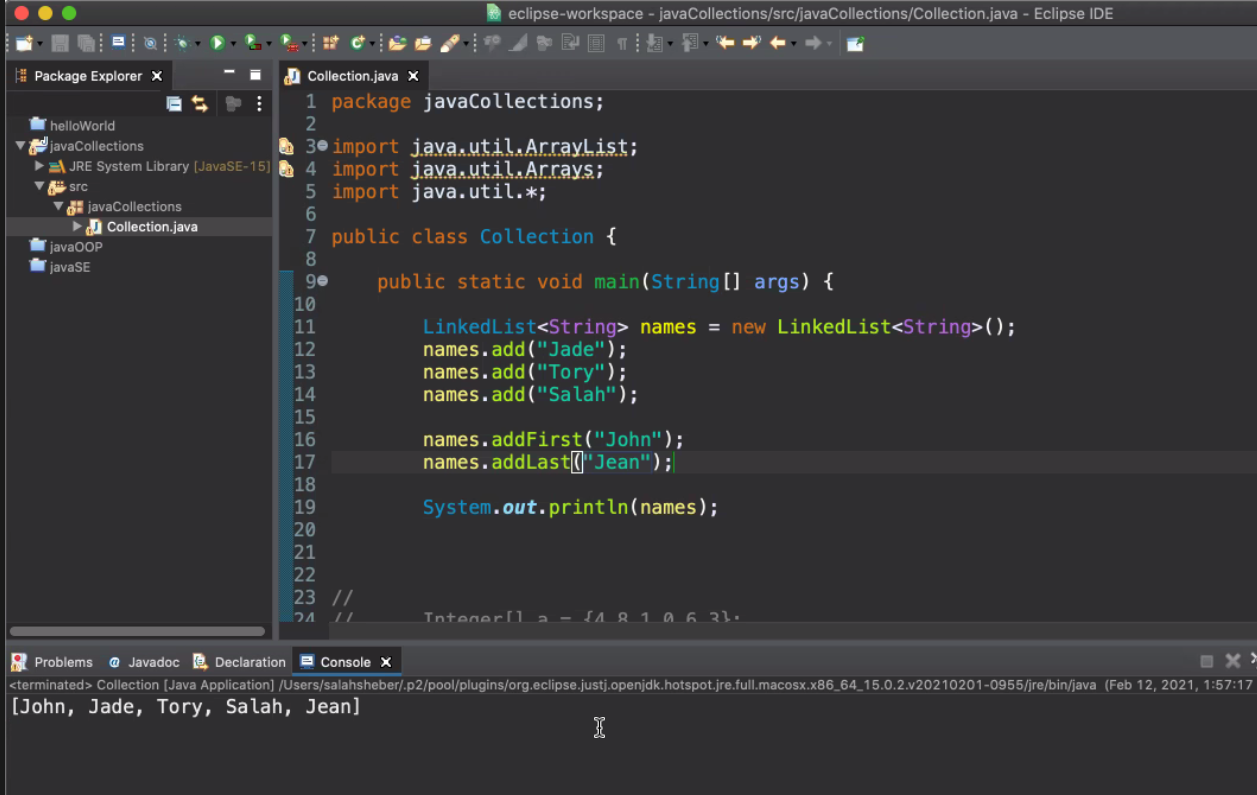 eclipse-workspace - javaCollections/src/javaCollections/Collection.java - Eclipse IDE
Package Explorer
helloWorld
javaCollections
JRE System Library [JavaSE-15]
src
javaCollections
Collection.java
javaOOP
javaSE
Collection.java
1 package javaCollections;
2
3 import java.util.ArrayList;
4 import java.util.Arrays;
5 import java.util.*;
6
7 public class Collection {
8
9 public static void main(String[] args) {
10
11 LinkedList<String> names = new LinkedList<String>();
12 names.add("Jade");
13 names.add("Tory");
14 names.add("Salah");
15
16 names.addFirst("John");
17 names.addLast("Jean");
18
19 System.out.println(names);
20
21
22
23 //
24 // Integer[] a = {4,8,1,0,6,3};
Problems @ Javadoc Declaration Console
<terminated> Collection [Java Application] /Users/salahsheber/.p2/pool/plugins/org.eclipse.justj.openjdk.hotspot.jre.full.macosx.x86_64_15.0.2.v20210201-0955/jre/bin/java (Feb 12, 2021, 1:57:17
[John, Jade, Tory, Salah, Jean]